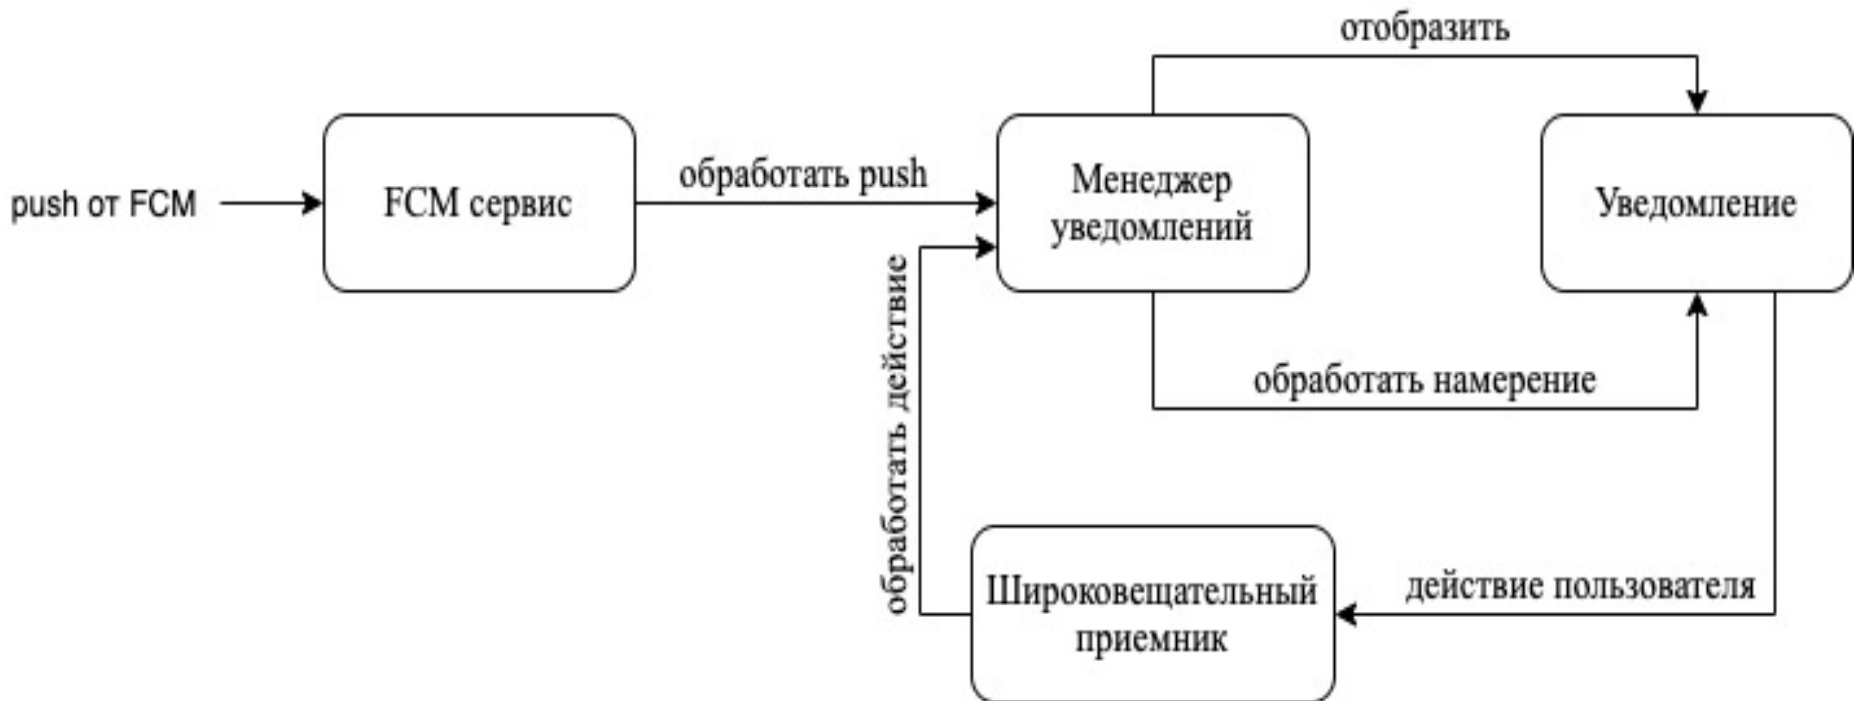 отобразить
push от FCM
FCM сервис
обработать push
Менеджер
уведомлений
Уведомление
обработать действие
обработать намерение
Широковещательный
приемник
действие пользователя